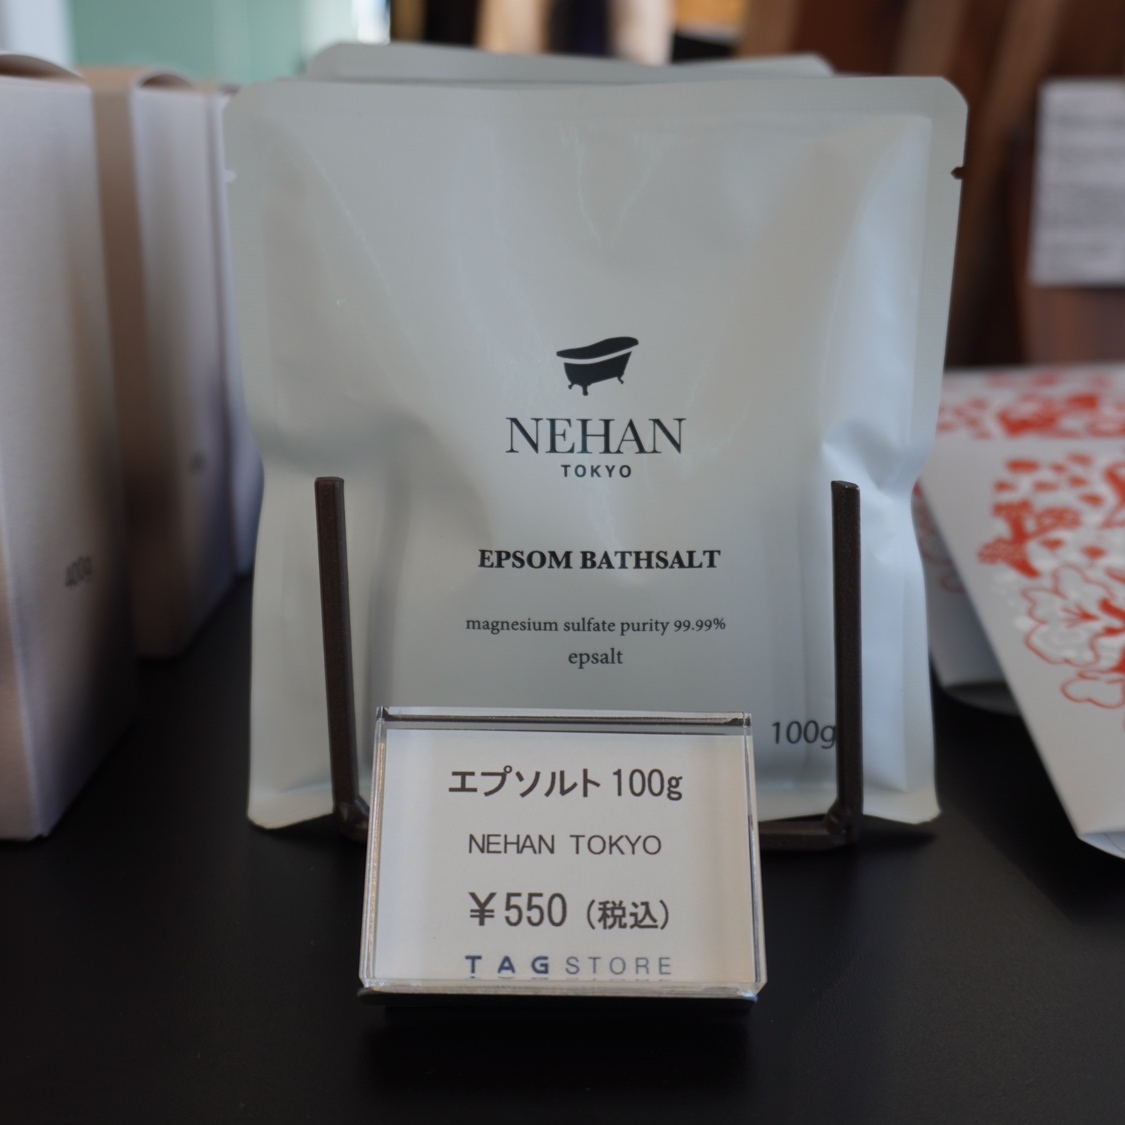 NEHAN
TOKYO
EPSOM BATHSALT
magnesium sulfate purity 99.99%
epsalt
100g
エプソルト 100g
NEHAN TOKYO
¥550（税込）
TAG STORE